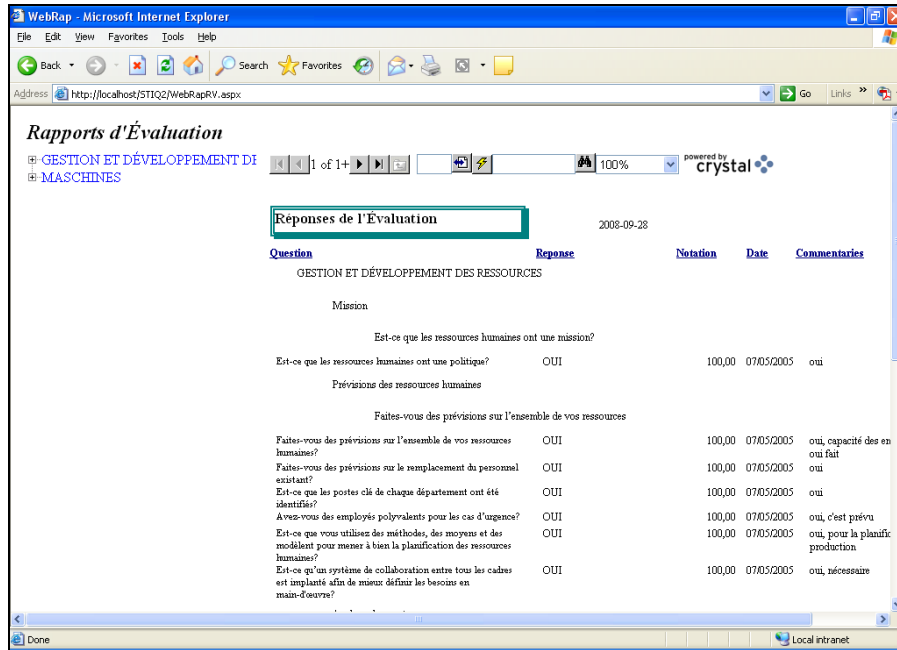 WebRap - Microsoft Internet Explorer
File Edit View Favorites Tools Help
Back Search Favorites
Address http://localhost/STIQ2/WebRapRV.aspx Go Links »
Rapports d'Évaluation
GESTION ET DÉVELOPPEMENT
MASCHINES
1 of 1+ 100% powered by crystal
Réponses de l'Évaluation
2008-09-28
Question Reponse Notation Date Commentaries
GESTION ET DÉVELOPPEMENT DES RESSOURCES
Mission
Est-ce que les ressources humaines ont une mission?
Est-ce que les ressources humaines ont une politique? OUI 100,00 07/05/2005 oui
Prévisions des ressources humaines
Faites-vous des prévisions sur l'ensemble de vos ressources
Faites-vous des prévisions sur l'ensemble de vos ressources OUI 100,00 07/05/2005 oui, capacité des en
humaines? oui fait
Faites-vous des prévisions sur le remplacement du personnel OUI 100,00 07/05/2005 oui
existant?
Est-ce que les postes clé de chaque département ont été OUI 100,00 07/05/2005 oui
identifiés?
Avez-vous des employés polyvalents pour les cas d'urgence? OUI 100,00 07/05/2005 oui, c'est prévu
Est-ce que vous utilisez des méthodes, des moyens et des OUI 100,00 07/05/2005 oui, pour la planific
modèlent pour mener à bien la planification des ressources production
humaines?
Est-ce qu'un système de collaboration entre tous les cadres OUI 100,00 07/05/2005 oui, nécessaire
est implanté afin de mieux définir les besoins en
main-d'œuvre?
Done Local intranet